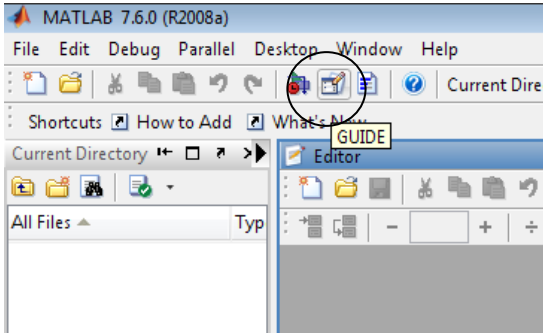 MATLAB 7.6.0 (R2008a)
File Edit Debug Parallel Desktop Window Help
Current Dire
Shortcuts How to Add What's New
GUIDE
Current Directory
Editor
All Files Typ